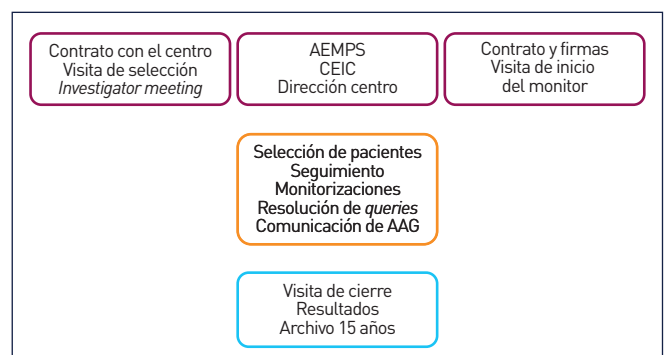 Contrato con el centro
Visita de selección
Investigator meeting
AEMPS
CEIC
Dirección centro
Contrato y firmas
Visita de inicio
del monitor
Selección de pacientes
Seguimiento
Monitorizaciones
Resolución de queries
Comunicación de AAG
Visita de cierre
Resultados
Archivo 15 años